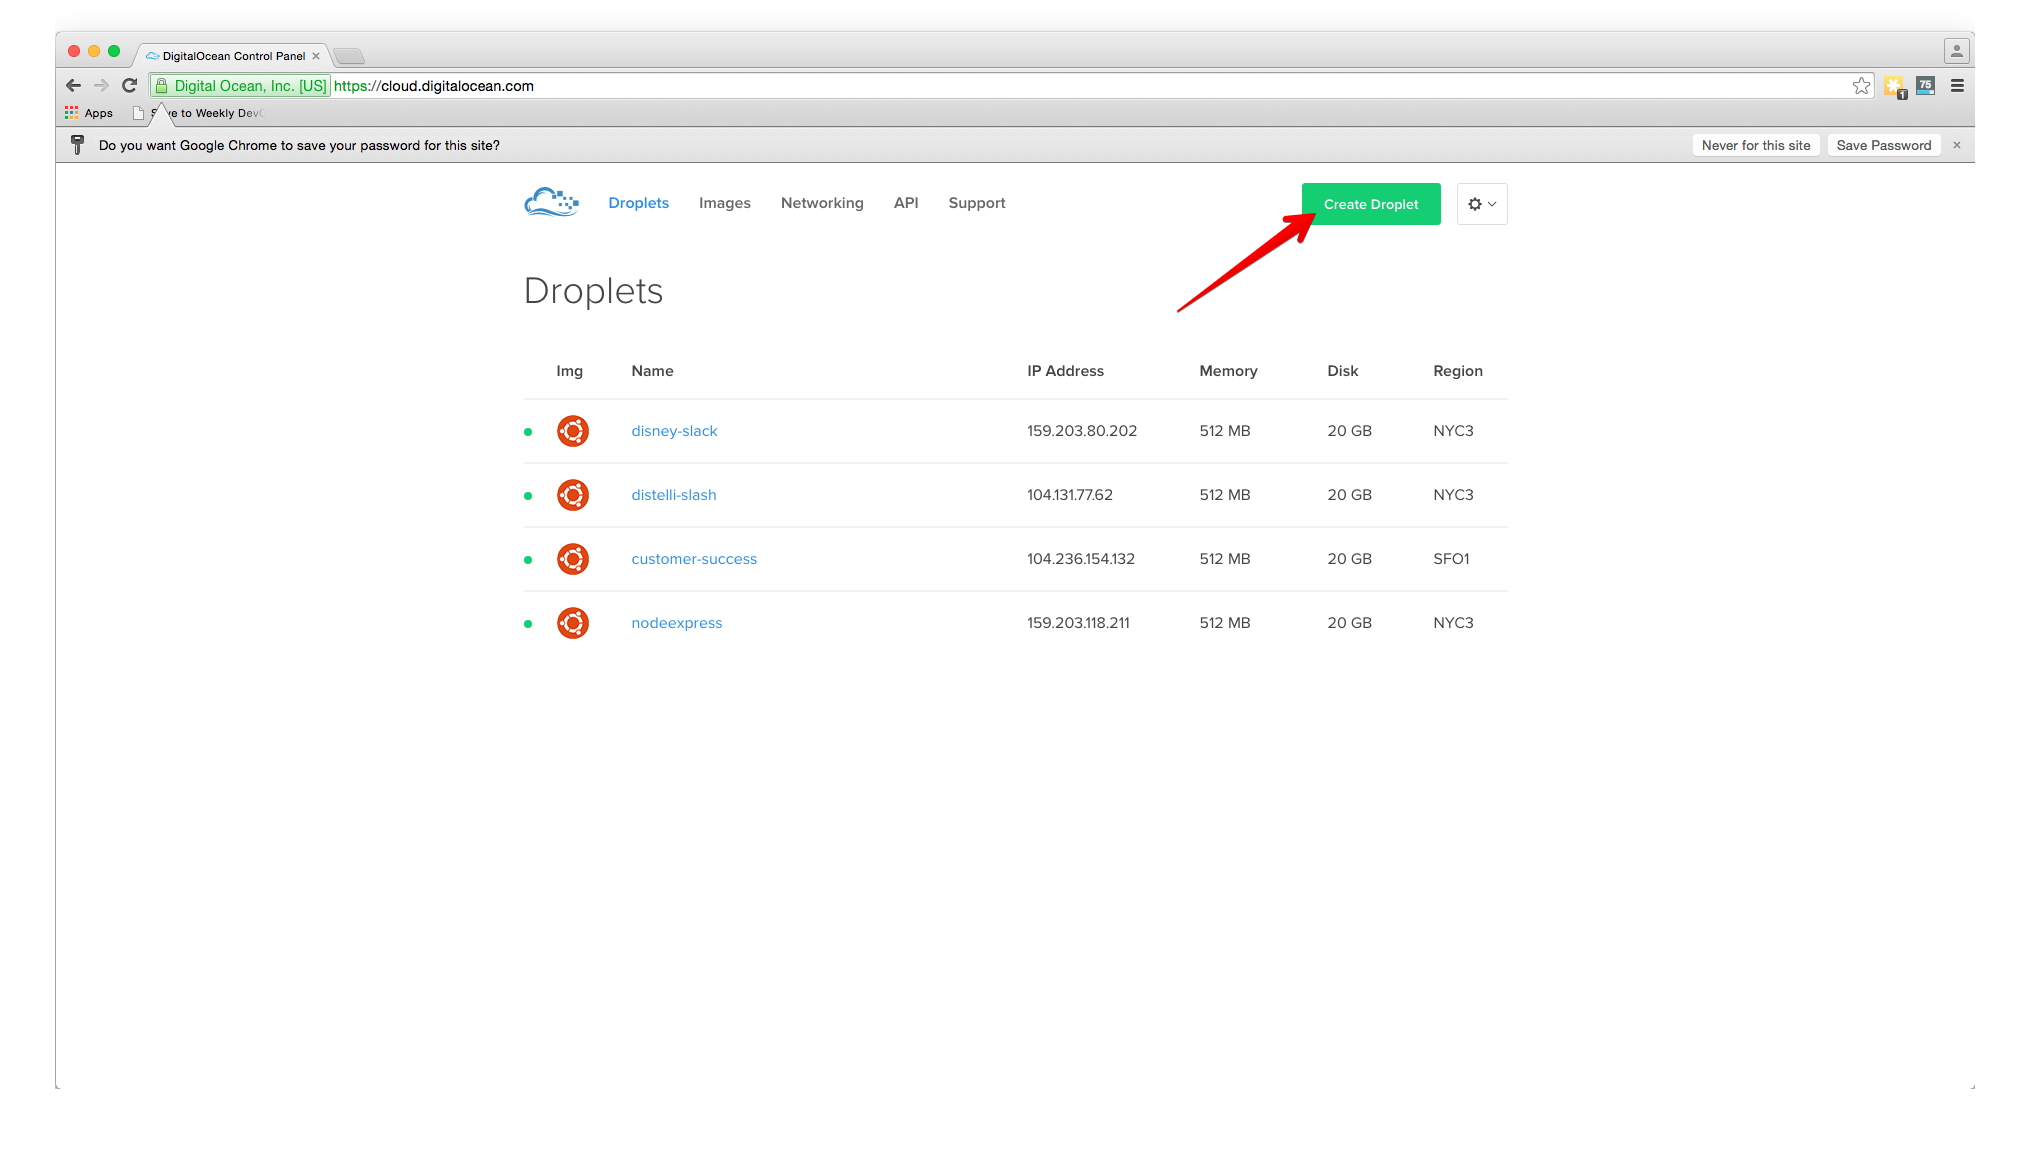 DigitalOcean Control Panel
Digital Ocean, Inc. [US] https://cloud.digitalocean.com
75
1
Apps to Weekly Dev
Do you want Google Chrome to save your password for this site? Never for this site Save Password
Droplets Images Networking API Support Create Droplet
Droplets
Img Name IP Address Memory Disk Region
disney-slack 159.203.80.202 512 MB 20 GB NYC3
distelli-slash 104.131.77.62 512 MB 20 GB NYC3
customer-success 104.236.154.132 512 MB 20 GB SFO1
nodeexpress 159.203.118.211 512 MB 20 GB NYC3